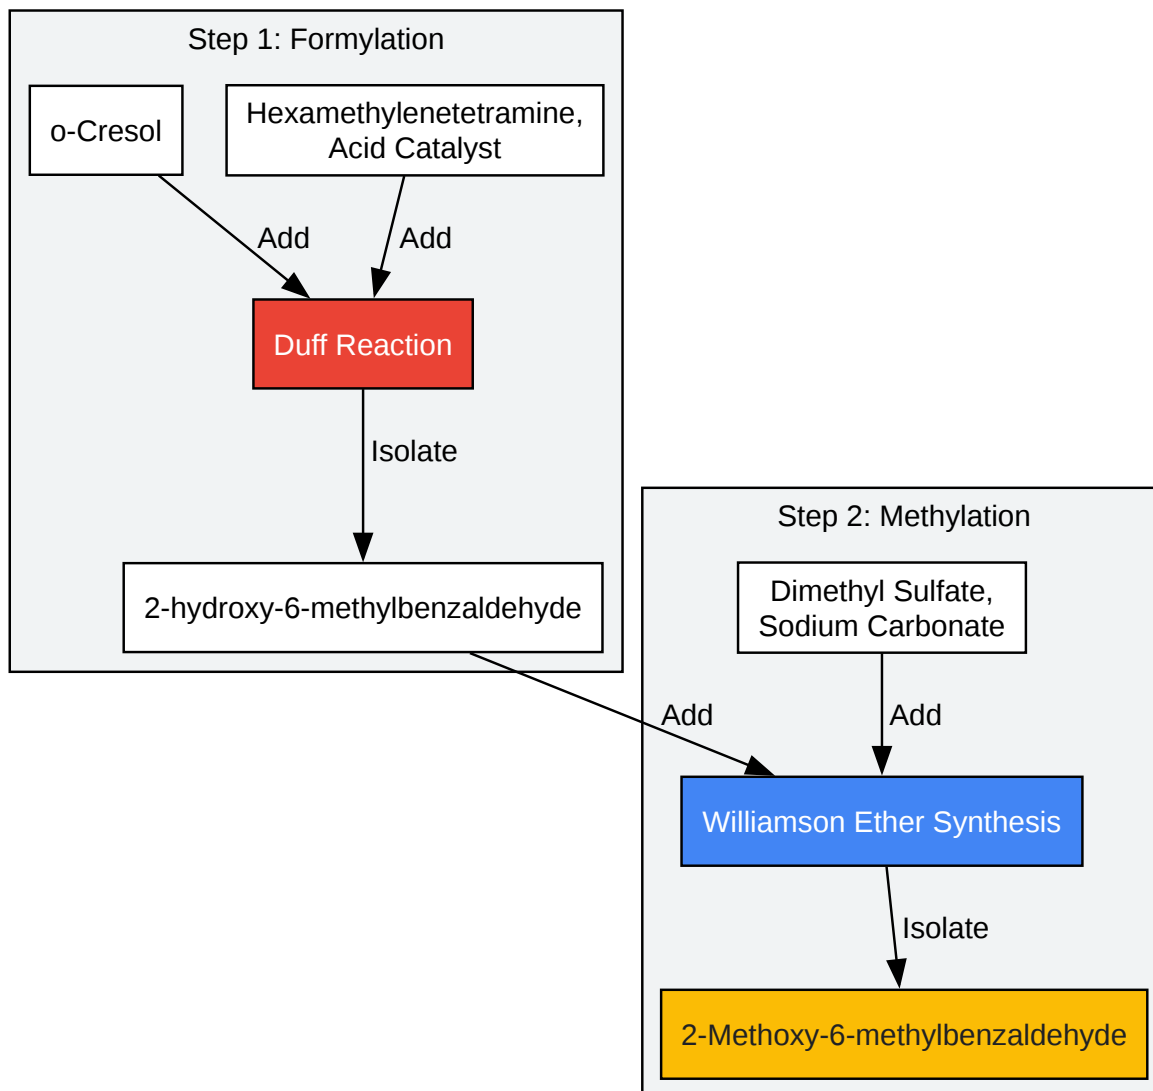 Step 1: Formylation
o-Cresol
Hexamethylenetetramine,
Acid Catalyst
Add
Add
Duff Reaction
Isolate
2-hydroxy-6-methylbenzaldehyde
Step 2: Methylation
Dimethyl Sulfate,
Sodium Carbonate
Add
Add
Williamson Ether Synthesis
Isolate
2-Methoxy-6-methylbenzaldehyde